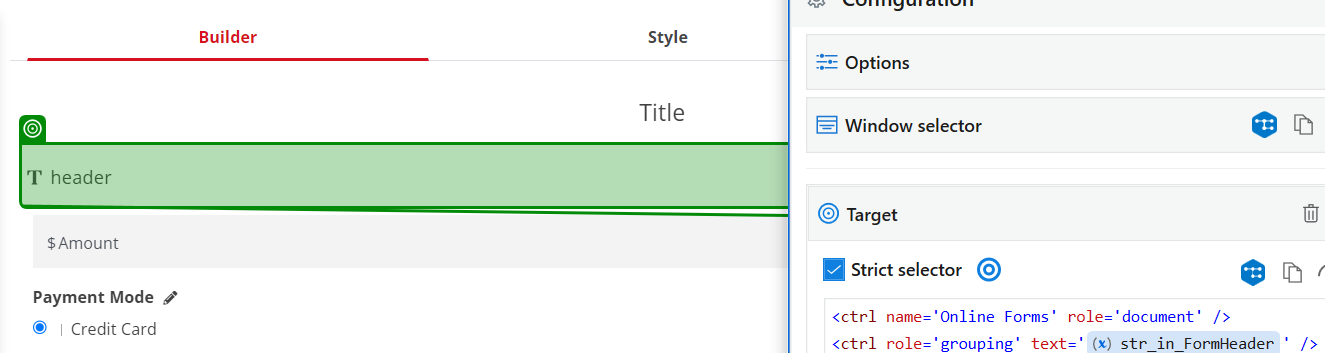 Builder
Style
Title
T header
$ Amount
Payment Mode
Credit Card
Configuration
Options
Window selector
Target
Strict selector
<ctrl name='Online Forms' role='document' />
<ctrl role='grouping' text=' (x) str_in_FormHeader ' />